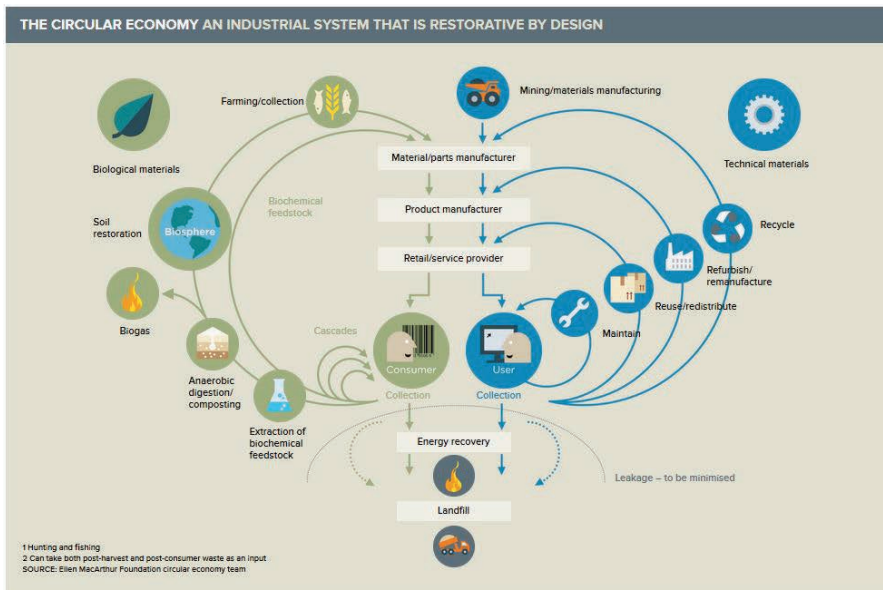 THE CIRCULAR ECONOMY AN INDUSTRIAL SYSTEM THAT IS RESTORATIVE BY DESIGN
Farming/collection
Mining/materials manufacturing
Biological materials
Technical materials
Material/parts manufacturer
Biochemical
feedstock
Product manufacturer
Soil
restoration
Biosphere
Recycle
Retail/service provider
Refurbish/
remanufacture
Reuse/redistribute
Biogas
Cascades
Maintain
Consumer
User
Anaerobic
digestion/
composting
Collection
Collection
Extraction of
biochemical
feedstock
Energy recovery
Leakage – to be minimised
Landfill
1 Hunting and fishing
2 Can take both post-harvest and post-consumer waste as an input
SOURCE: Ellen MacArthur Foundation circular economy team